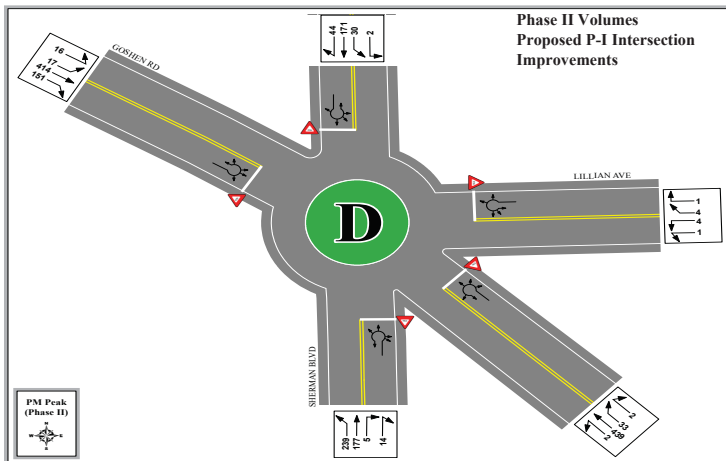 Phase II Volumes
Proposed P-I Intersection
Improvements
44
171
30
2
16
17
414
151
GOSHEN RD
LILLIAN AVE
1
4
4
1
D
SHERMAN BLVD
239
177
5
14
2
33
439
2
PM Peak
(Phase II)
N
W E
S